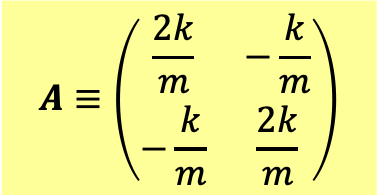 𝑨 ≡ ( 2𝑘/𝑚 −𝑘/𝑚
−𝑘/𝑚 2𝑘/𝑚 )